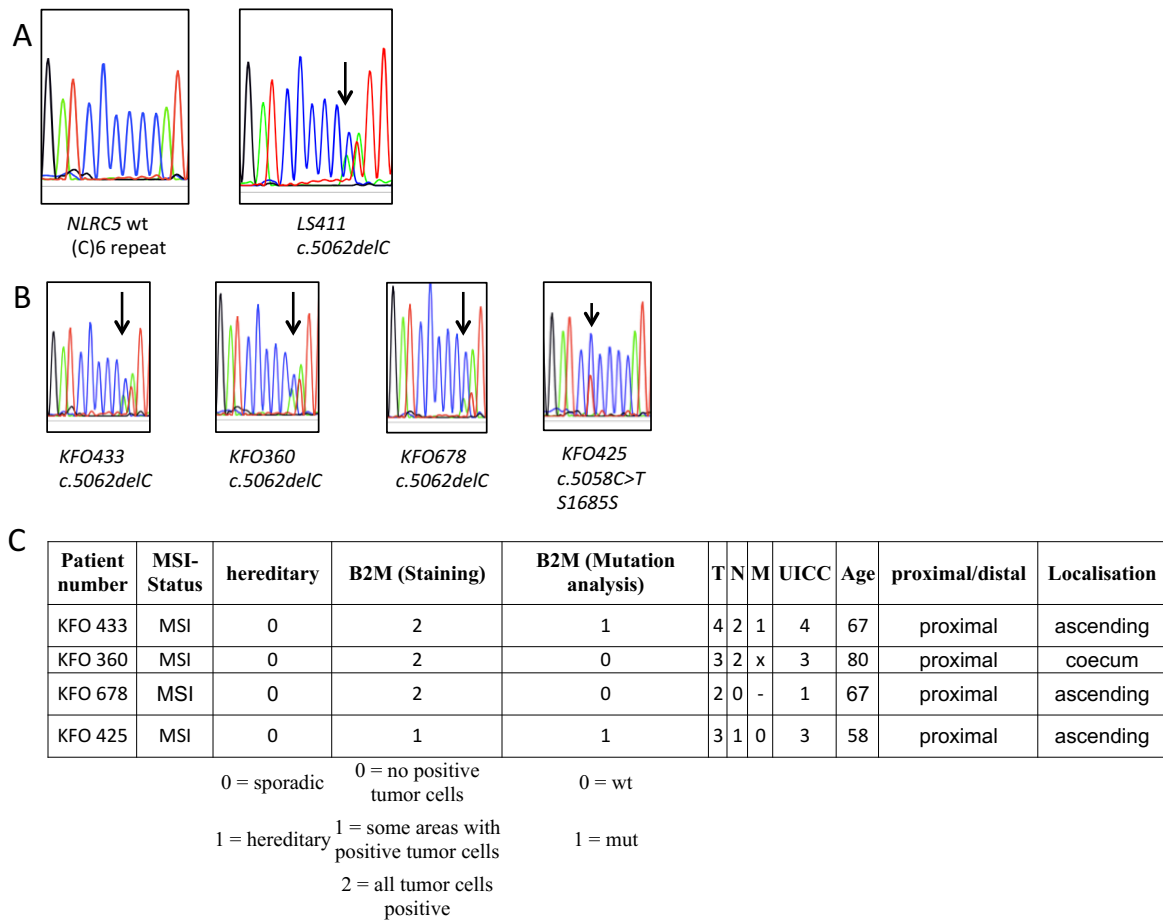 A
NLRC5 wt
(C)6 repeat
LS411
c.5062delC
B
KFO433
c.5062delC
KFO360
c.5062delC
KFO678
c.5062delC
KFO425
c.5058C>T
S1685S
C
Patient number MSI-Status hereditary B2M (Staining) B2M (Mutation analysis) T N M UICC Age proximal/distal Localisation
KFO 433 MSI 0 2 1 4 2 1 4 67 proximal ascending
KFO 360 MSI 0 2 0 3 2 x 3 80 proximal coecum
KFO 678 MSI 0 2 0 2 0 - 1 67 proximal ascending
KFO 425 MSI 0 1 1 3 1 0 3 58 proximal ascending
0 = sporadic
1 = hereditary
0 = no positive
tumor cells
1 = some areas with
positive tumor cells
2 = all tumor cells
positive
0 = wt
1 = mut